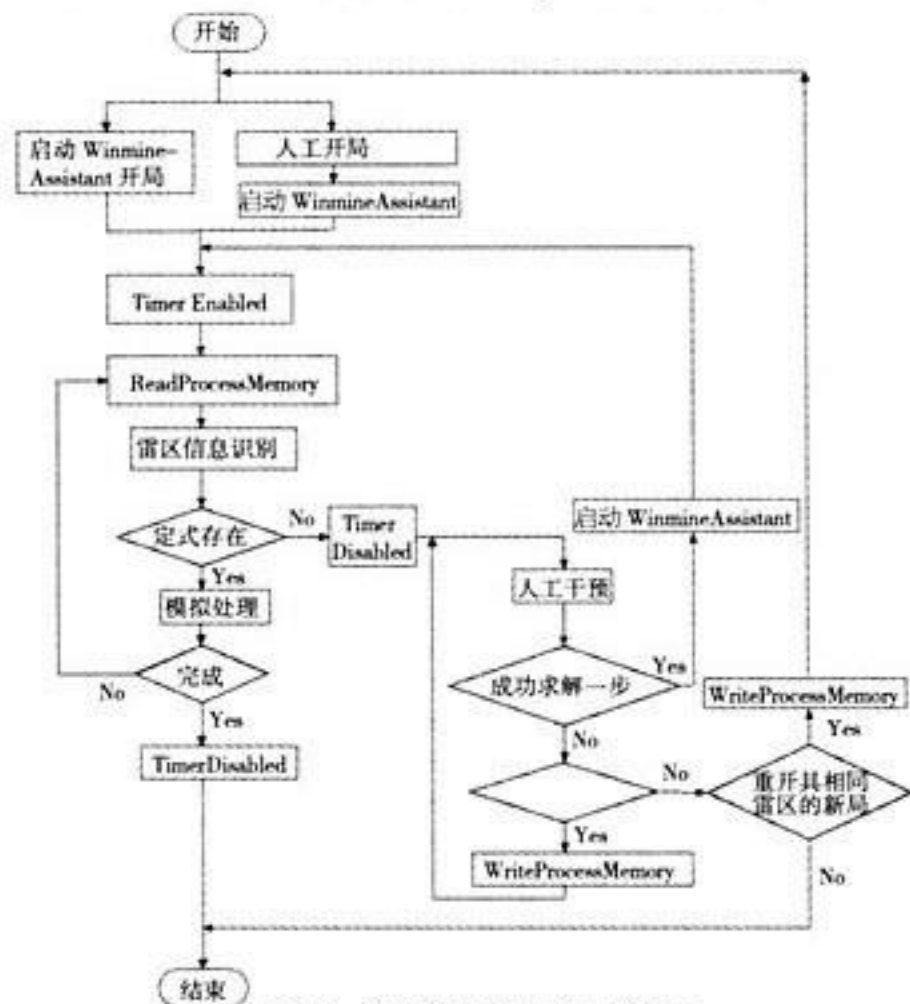 开始
启动 Winmine-
Assistant 开局
人工开局
启动 WinmineAssistant
Timer Enabled
ReadProcessMemory
雷区信息识别
定式存在
No
Timer
Disabled
Yes
模拟处理
完成
No
Yes
TimerDisabled
启动 WinmineAssistant
人工干预
成功求解一步
Yes
No
No
Yes
WriteProcessMemory
WriteProcessMemory
Yes
重开具相同
雷区的新局
No
结束